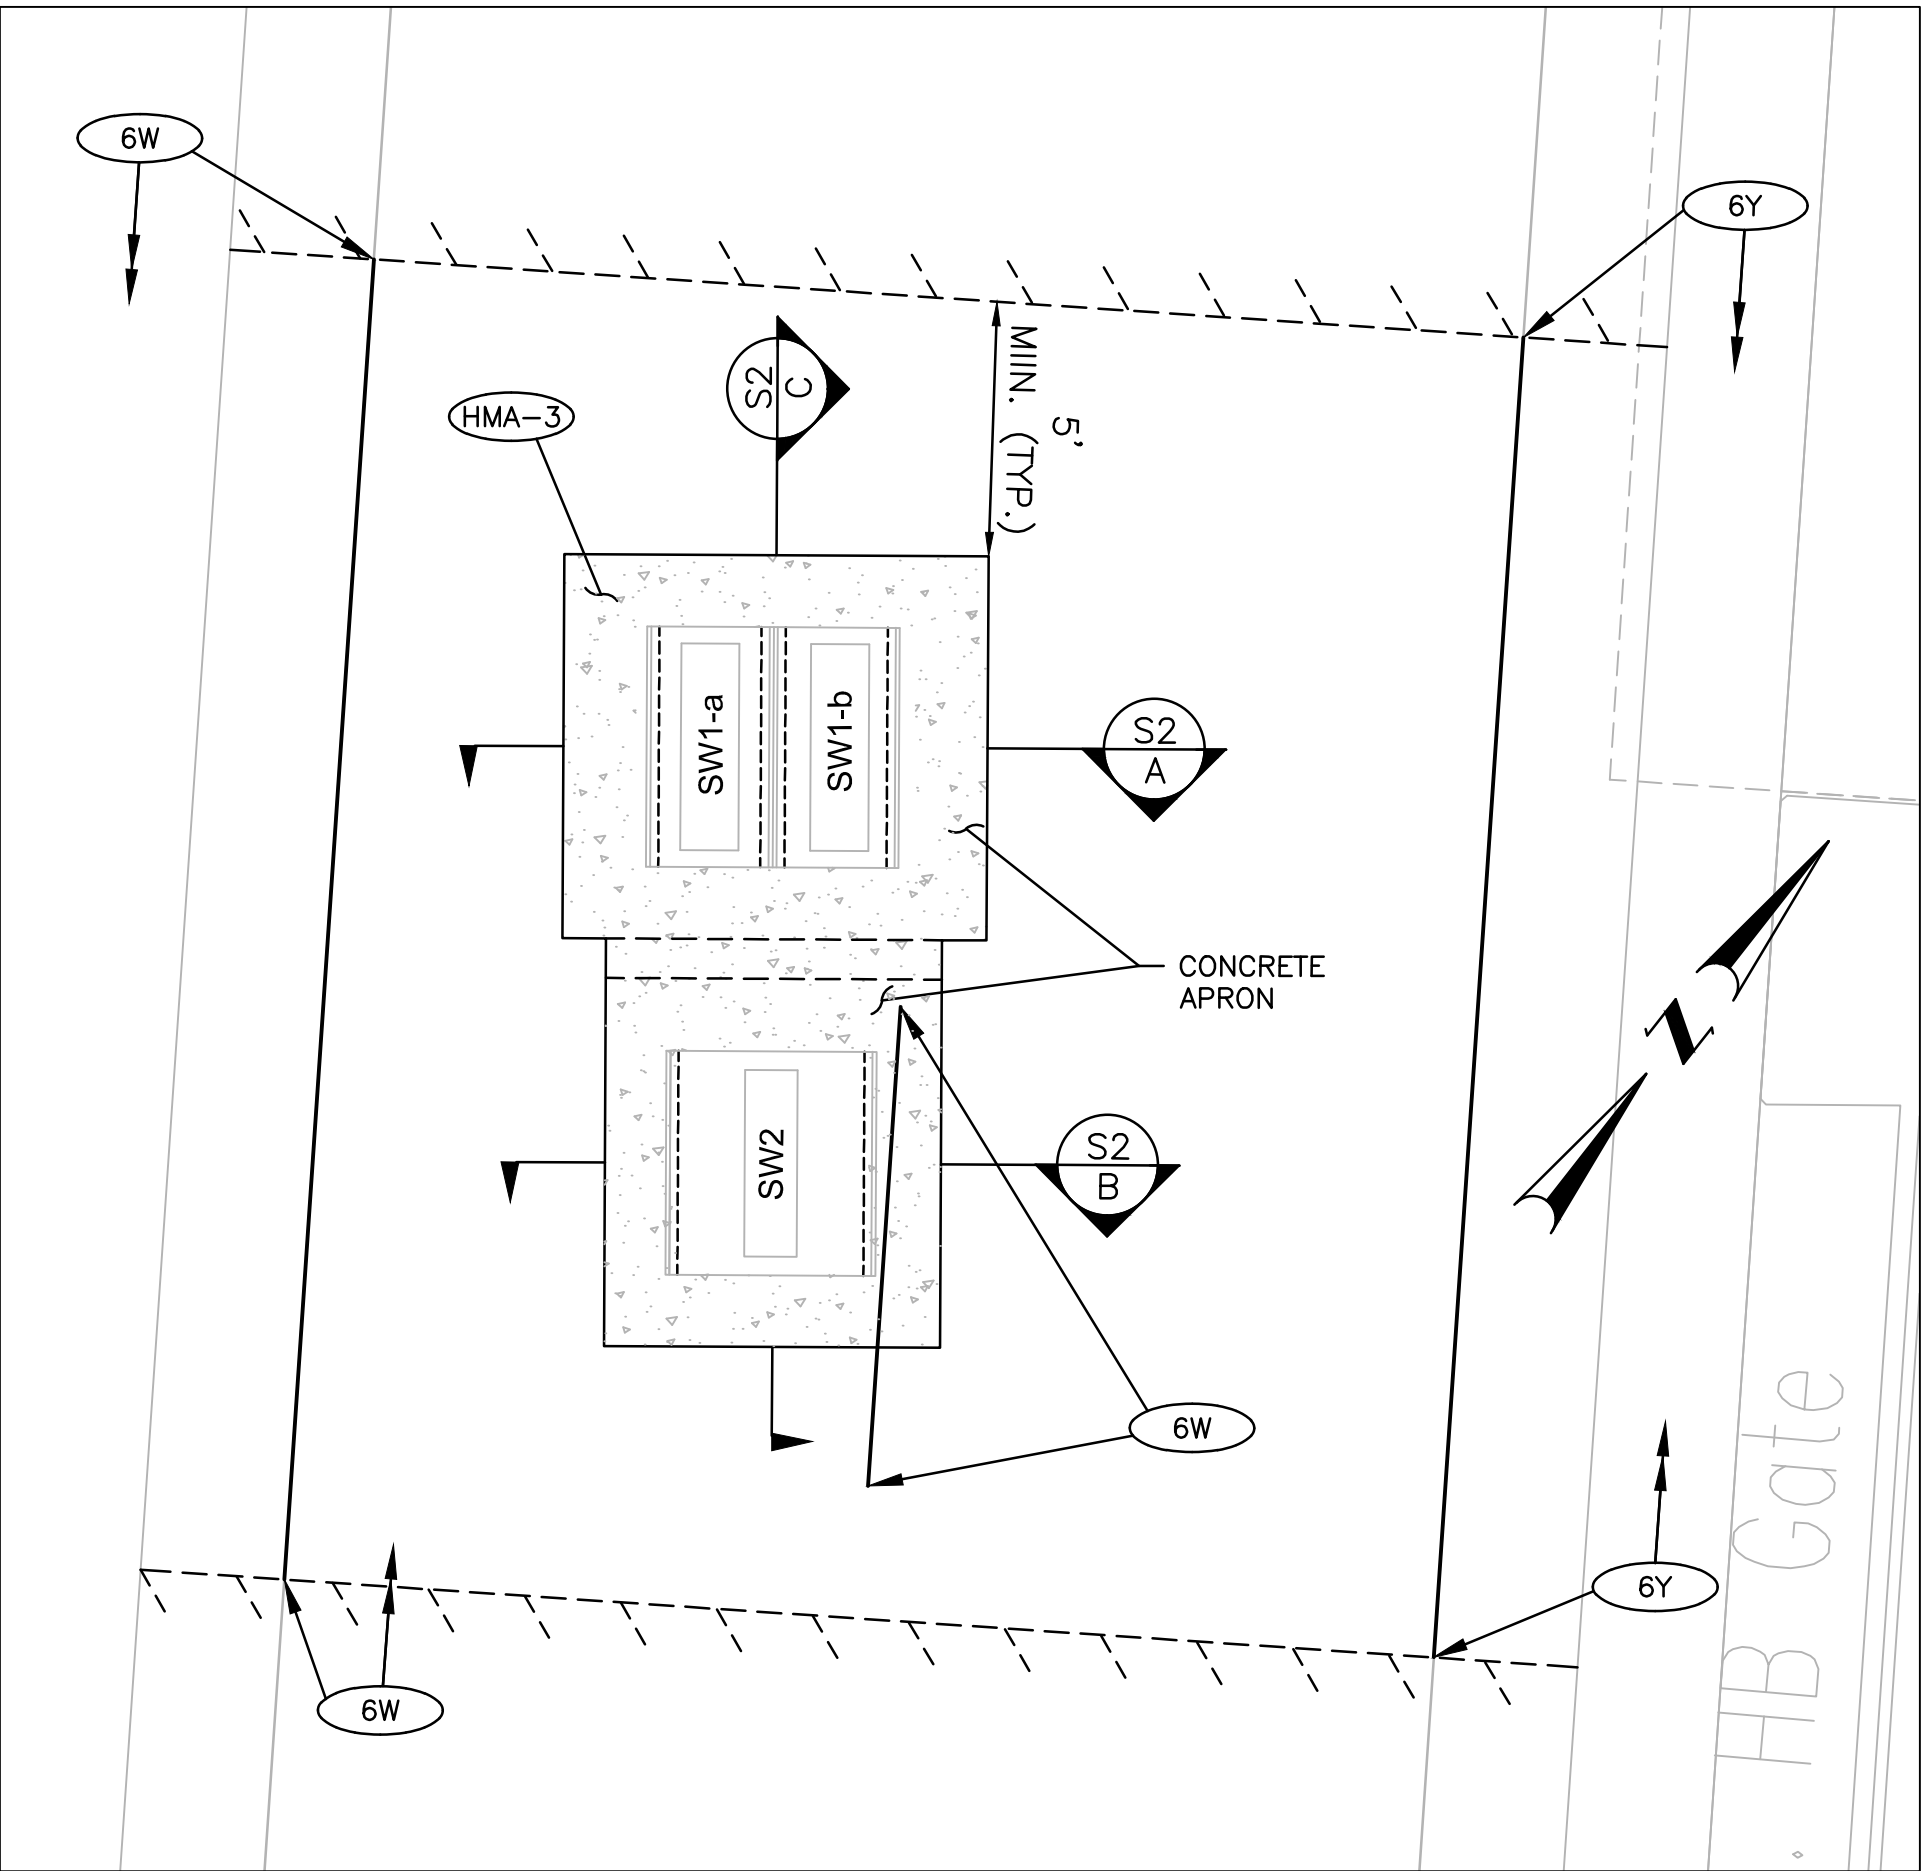 6W
6Y
S2
C
HMA-3
MIN. (TYP.)
5'
SW1-a
SW1-b
S2
A
CONCRETE
APRON
N
SW2
S2
B
6W
6Y
6W
HB Gate